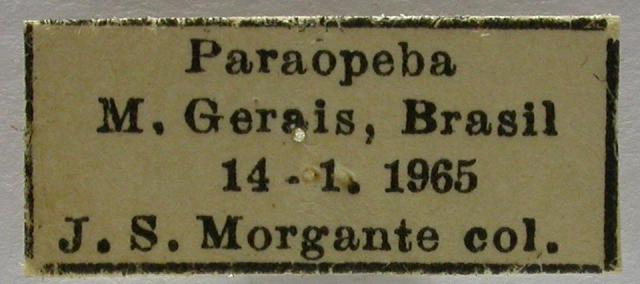 Paraopeba
M. Gerais, Brasil
14 - 1. 1965
J. S. Morgante col.